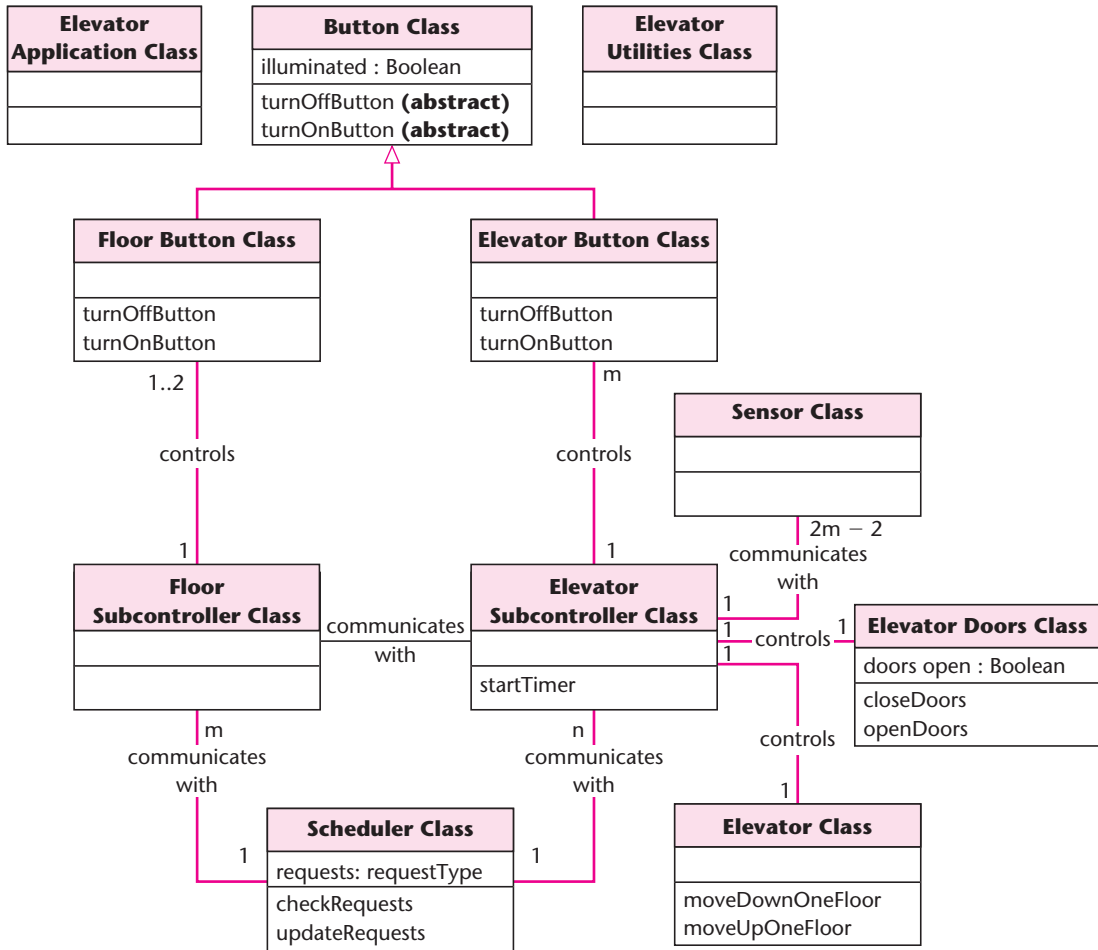 Elevator
Application Class
Button Class
illuminated : Boolean
turnOffButton (abstract)
turnOnButton (abstract)
Elevator
Utilities Class
Floor Button Class
turnOffButton
turnOnButton
Elevator Button Class
turnOffButton
turnOnButton
1..2
m
controls
controls
1
1
Sensor Class
2m − 2
communicates
with
Floor
Subcontroller Class
communicates
with
Elevator
Subcontroller Class
startTimer
1
1
controls
1
1
Elevator Doors Class
doors open : Boolean
closeDoors
openDoors
m
communicates
with
n
communicates
with
controls
1
1
1
Scheduler Class
requests: requestType
checkRequests
updateRequests
Elevator Class
moveDownOneFloor
moveUpOneFloor